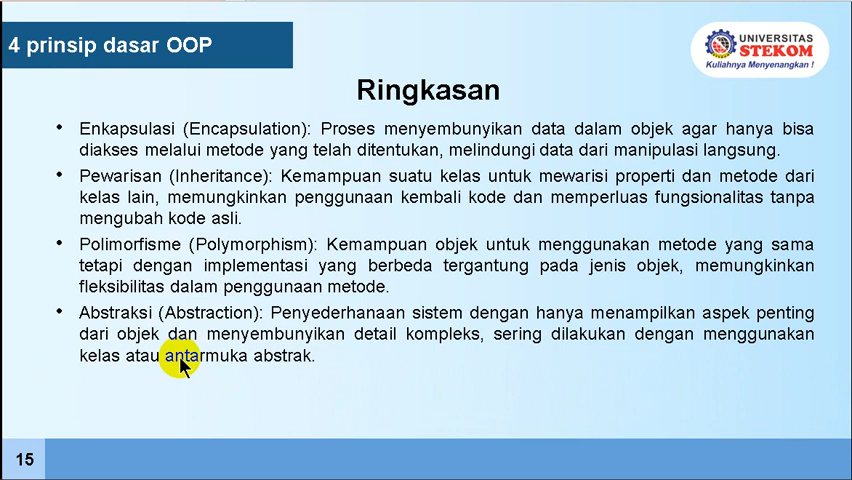 4 prinsip dasar OOP
UNIVERSITAS
STEKOM
Kuliahnya Menyenangkan !
Ringkasan
• Enkapsulasi (Encapsulation): Proses menyembunyikan data dalam objek agar hanya bisa
diakses melalui metode yang telah ditentukan, melindungi data dari manipulasi langsung.
• Pewarisan (Inheritance): Kemampuan suatu kelas untuk mewarisi properti dan metode dari
kelas lain, memungkinkan penggunaan kembali kode dan memperluas fungsionalitas tanpa
mengubah kode asli.
• Polimorfisme (Polymorphism): Kemampuan objek untuk menggunakan metode yang sama
tetapi dengan implementasi yang berbeda tergantung pada jenis objek, memungkinkan
fleksibilitas dalam penggunaan metode.
• Abstraksi (Abstraction): Penyederhanaan sistem dengan hanya menampilkan aspek penting
dari objek dan menyembunyikan detail kompleks, sering dilakukan dengan menggunakan
kelas atau antarmuka abstrak.
15